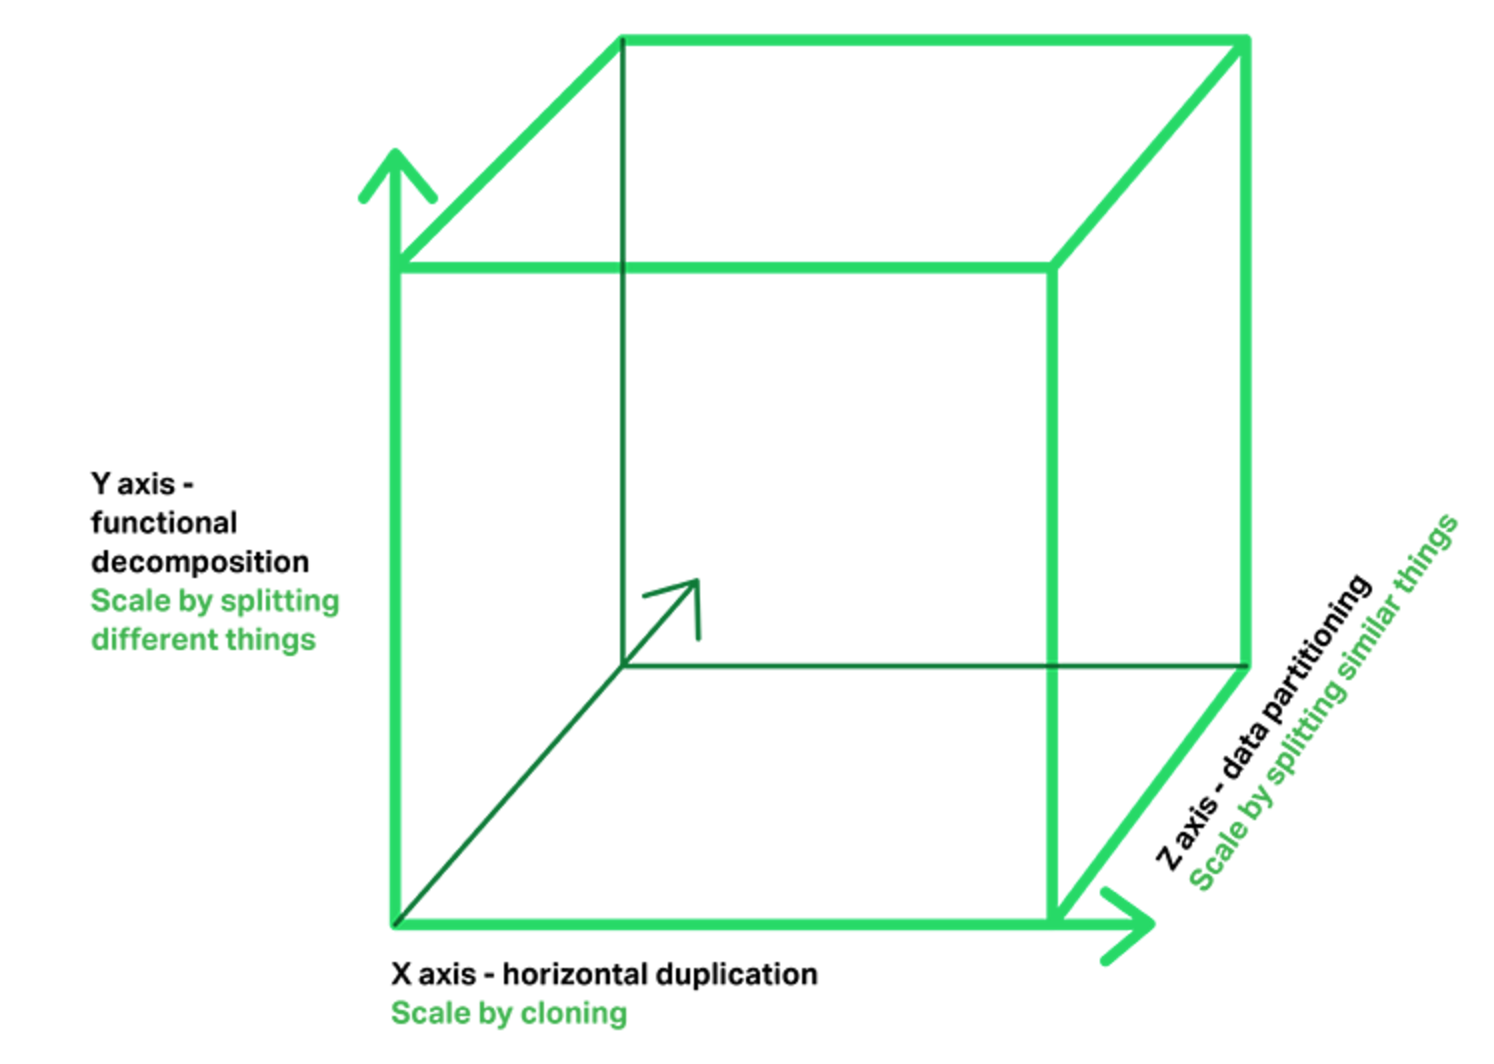 Y axis -
functional
decomposition
Scale by splitting
different things
Z axis - data partitioning
Scale by splitting similar things
X axis - horizontal duplication
Scale by cloning